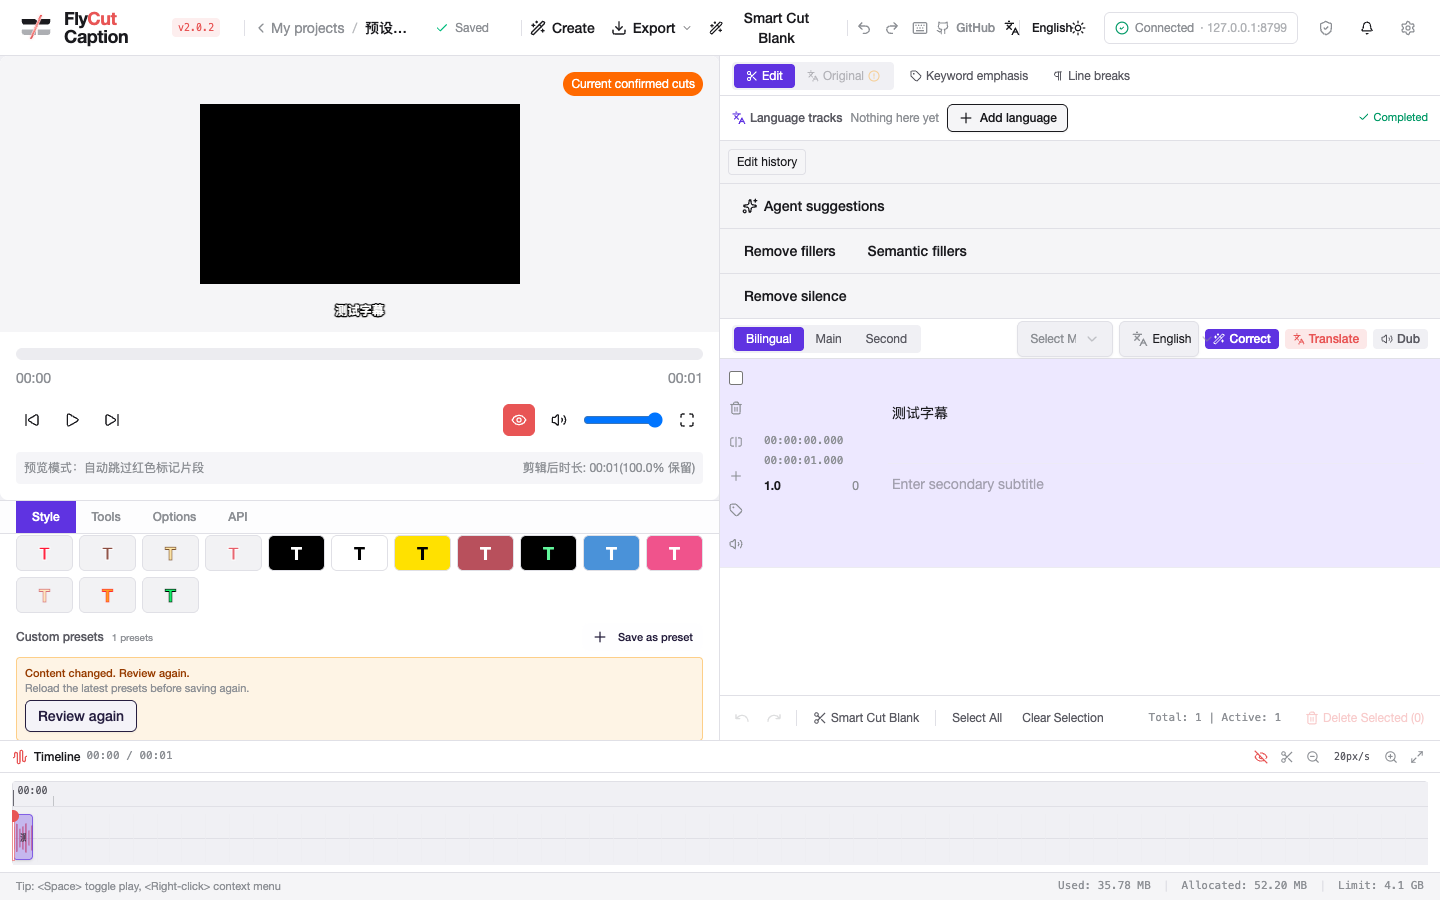 FlyCut
Caption
v2.0.2
My projects / 预设...
Saved
Create
Export
Smart Cut
Blank
GitHub
English
Connected · 127.0.0.1:8799
Current confirmed cuts
测试字幕
00:00
00:01
预览模式：自动跳过红色标记片段
剪辑后时长: 00:01(100.0% 保留)
Style
Tools
Options
API
T T T T T T T T T T T
T T T
Custom presets 1 presets
Save as preset
Content changed. Review again.
Reload the latest presets before saving again.
Review again
Edit
Original
Keyword emphasis
Line breaks
Language tracks Nothing here yet
Add language
Completed
Edit history
Agent suggestions
Remove fillers
Semantic fillers
Remove silence
Bilingual
Main
Second
Select M
English
Correct
Translate
Dub
测试字幕
00:00:00.000
00:00:01.000
1.0
0
Enter secondary subtitle
Smart Cut Blank
Select All
Clear Selection
Total: 1 | Active: 1
Delete Selected (0)
Timeline 00:00 / 00:01
20px/s
00:00
Tip: <Space> toggle play, <Right-click> context menu
Used: 35.78 MB
Allocated: 52.20 MB
Limit: 4.1 GB